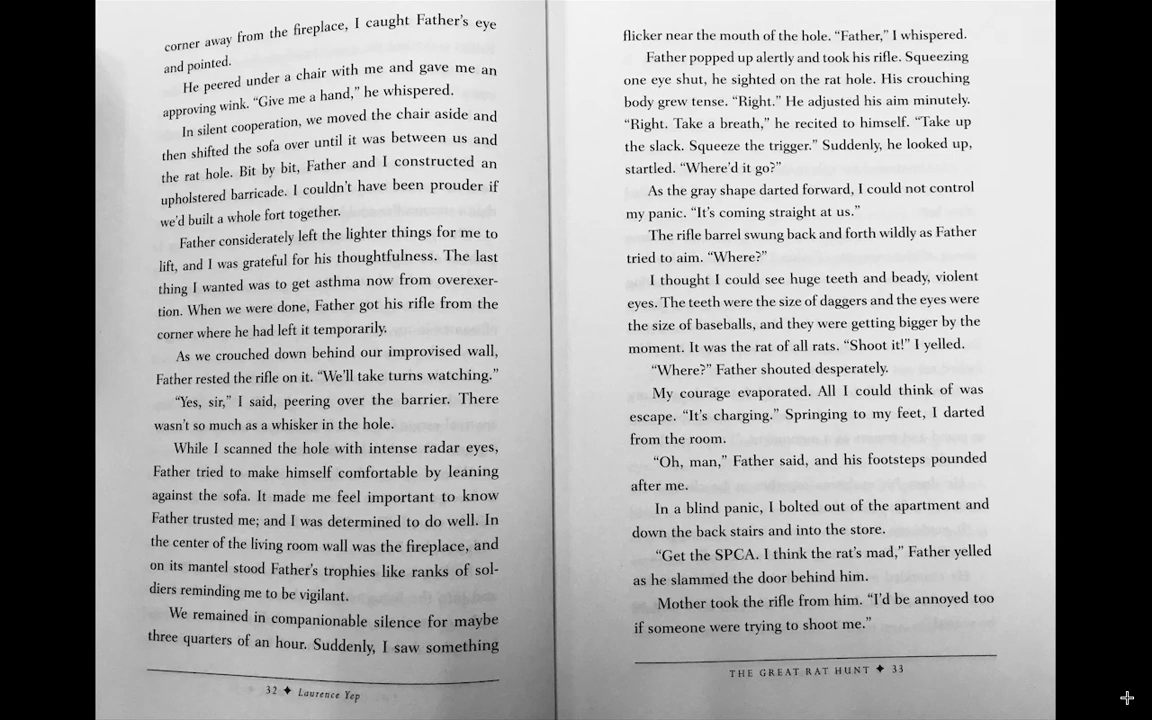 corner away from the fireplace, I caught Father's eye
and pointed.
He peered under a chair with me and gave me an
approving wink. “Give me a hand,” he whispered.
In silent cooperation, we moved the chair aside and
then shifted the sofa over until it was between us and
the rat hole. Bit by bit, Father and I constructed an
upholstered barricade. I couldn't have been prouder if
we'd built a whole fort together.
Father considerately left the lighter things for me to
lift, and I was grateful for his thoughtfulness. The last
thing I wanted was to get asthma now from overexer-
tion. When we were done, Father got his rifle from the
corner where he had left it temporarily.
As we crouched down behind our improvised wall,
Father rested the rifle on it. “We'll take turns watching.”
“Yes, sir,” I said, peering over the barrier. There
wasn't so much as a whisker in the hole.
While I scanned the hole with intense radar eyes,
Father tried to make himself comfortable by leaning
against the sofa. It made me feel important to know
Father trusted me; and I was determined to do well. In
the center of the living room wall was the fireplace, and
on its mantel stood Father's trophies like ranks of sol-
diers reminding me to be vigilant.
We remained in companionable silence for maybe
three quarters of an hour. Suddenly, I saw something
32 ✦ Laurence Yep
flicker near the mouth of the hole. “Father,” I whispered.
Father popped up alertly and took his rifle. Squeezing
one eye shut, he sighted on the rat hole. His crouching
body grew tense. “Right.” He adjusted his aim minutely.
“Right. Take a breath,” he recited to himself. “Take up
the slack. Squeeze the trigger.” Suddenly, he looked up,
startled. “Where'd it go?”
As the gray shape darted forward, I could not control
my panic. “It's coming straight at us.”
The rifle barrel swung back and forth wildly as Father
tried to aim. “Where?”
I thought I could see huge teeth and beady, violent
eyes. The teeth were the size of daggers and the eyes were
the size of baseballs, and they were getting bigger by the
moment. It was the rat of all rats. “Shoot it!” I yelled.
“Where?” Father shouted desperately.
My courage evaporated. All I could think of was
escape. “It's charging.” Springing to my feet, I darted
from the room.
“Oh, man,” Father said, and his footsteps pounded
after me.
In a blind panic, I bolted out of the apartment and
down the back stairs and into the store.
“Get the SPCA. I think the rat's mad,” Father yelled
as he slammed the door behind him.
Mother took the rifle from him. “I'd be annoyed too
if someone were trying to shoot me.”
THE GREAT RAT HUNT ✦ 33